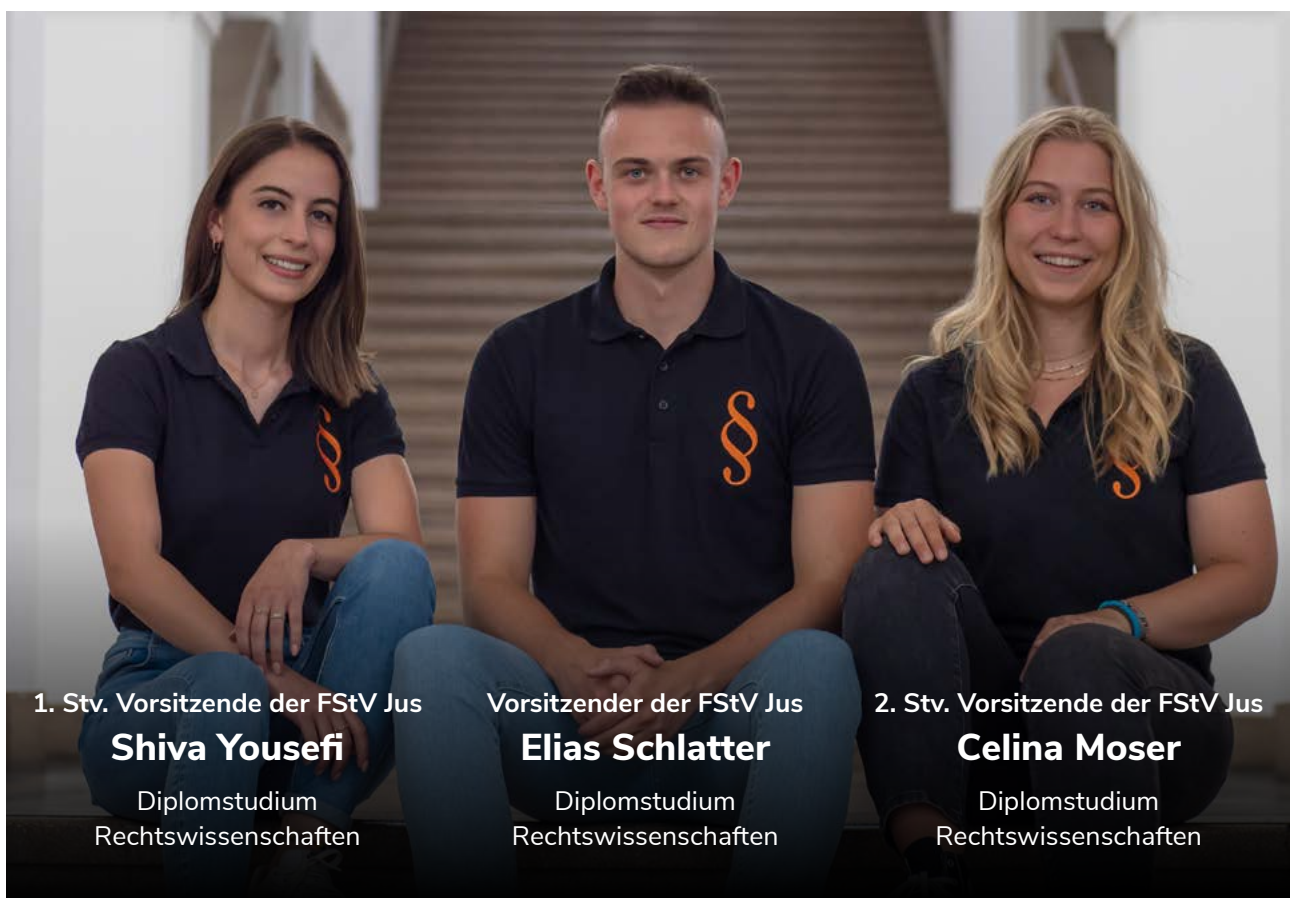 1. Stv. Vorsitzende der FStV Jus
Shiva Yousefi
Diplomstudium
Rechtswissenschaften
Vorsitzender der FStV Jus
Elias Schlatter
Diplomstudium
Rechtswissenschaften
2. Stv. Vorsitzende der FStV Jus
Celina Moser
Diplomstudium
Rechtswissenschaften
§
§
§